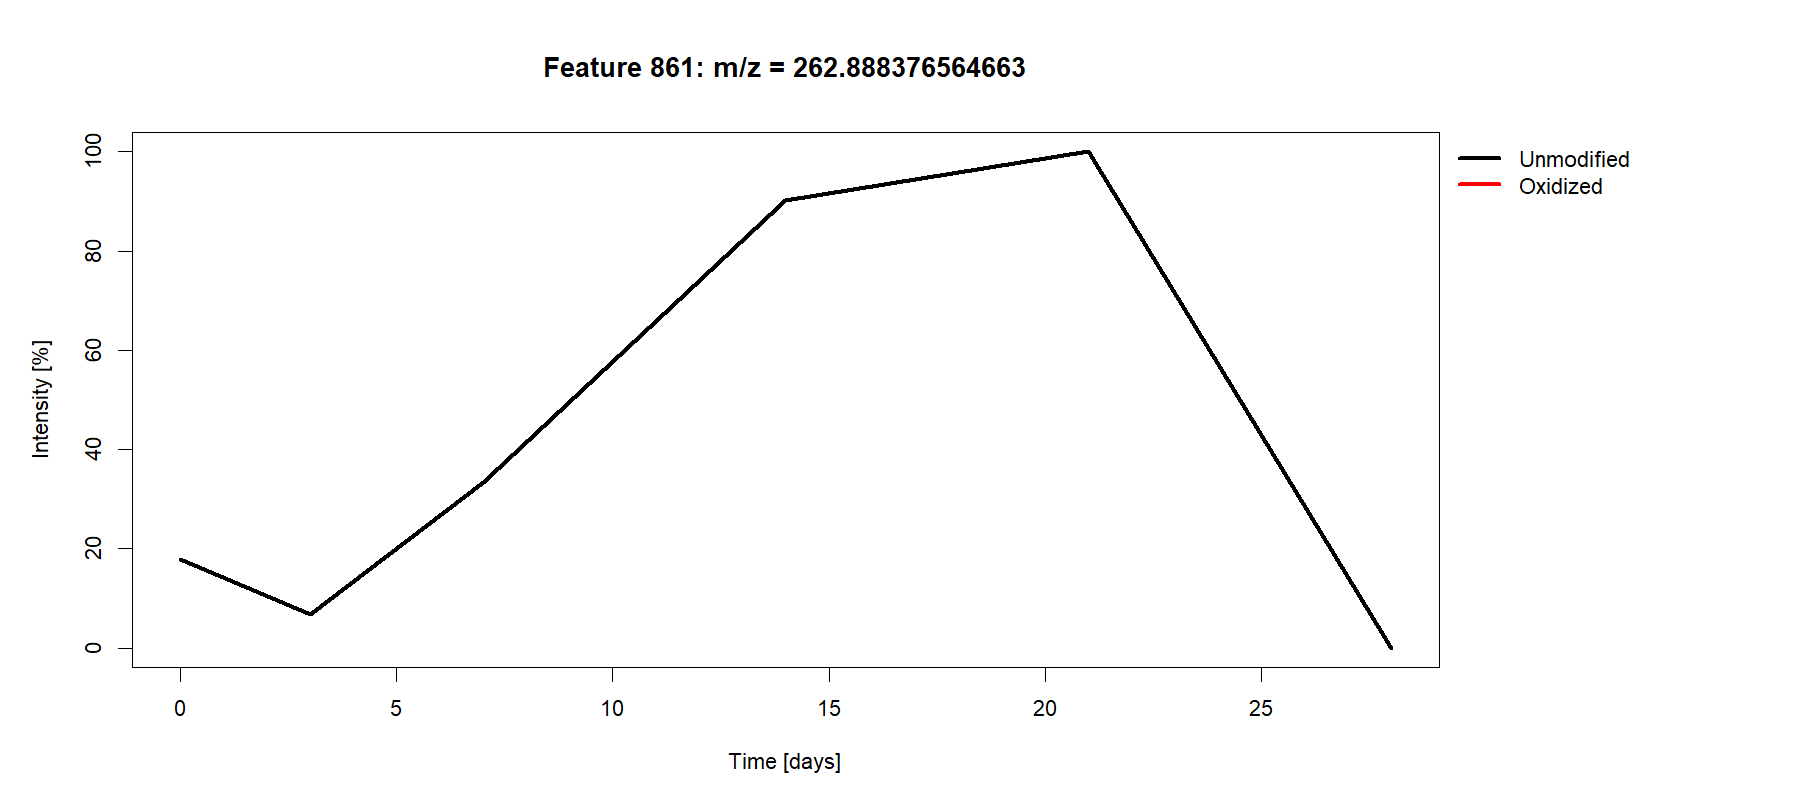 Feature 861: m/z = 262.888376564663
Unmodified
Oxidized
Intensity [%]
100
80
60
40
20
0
0 5 10 15 20 25
Time [days]